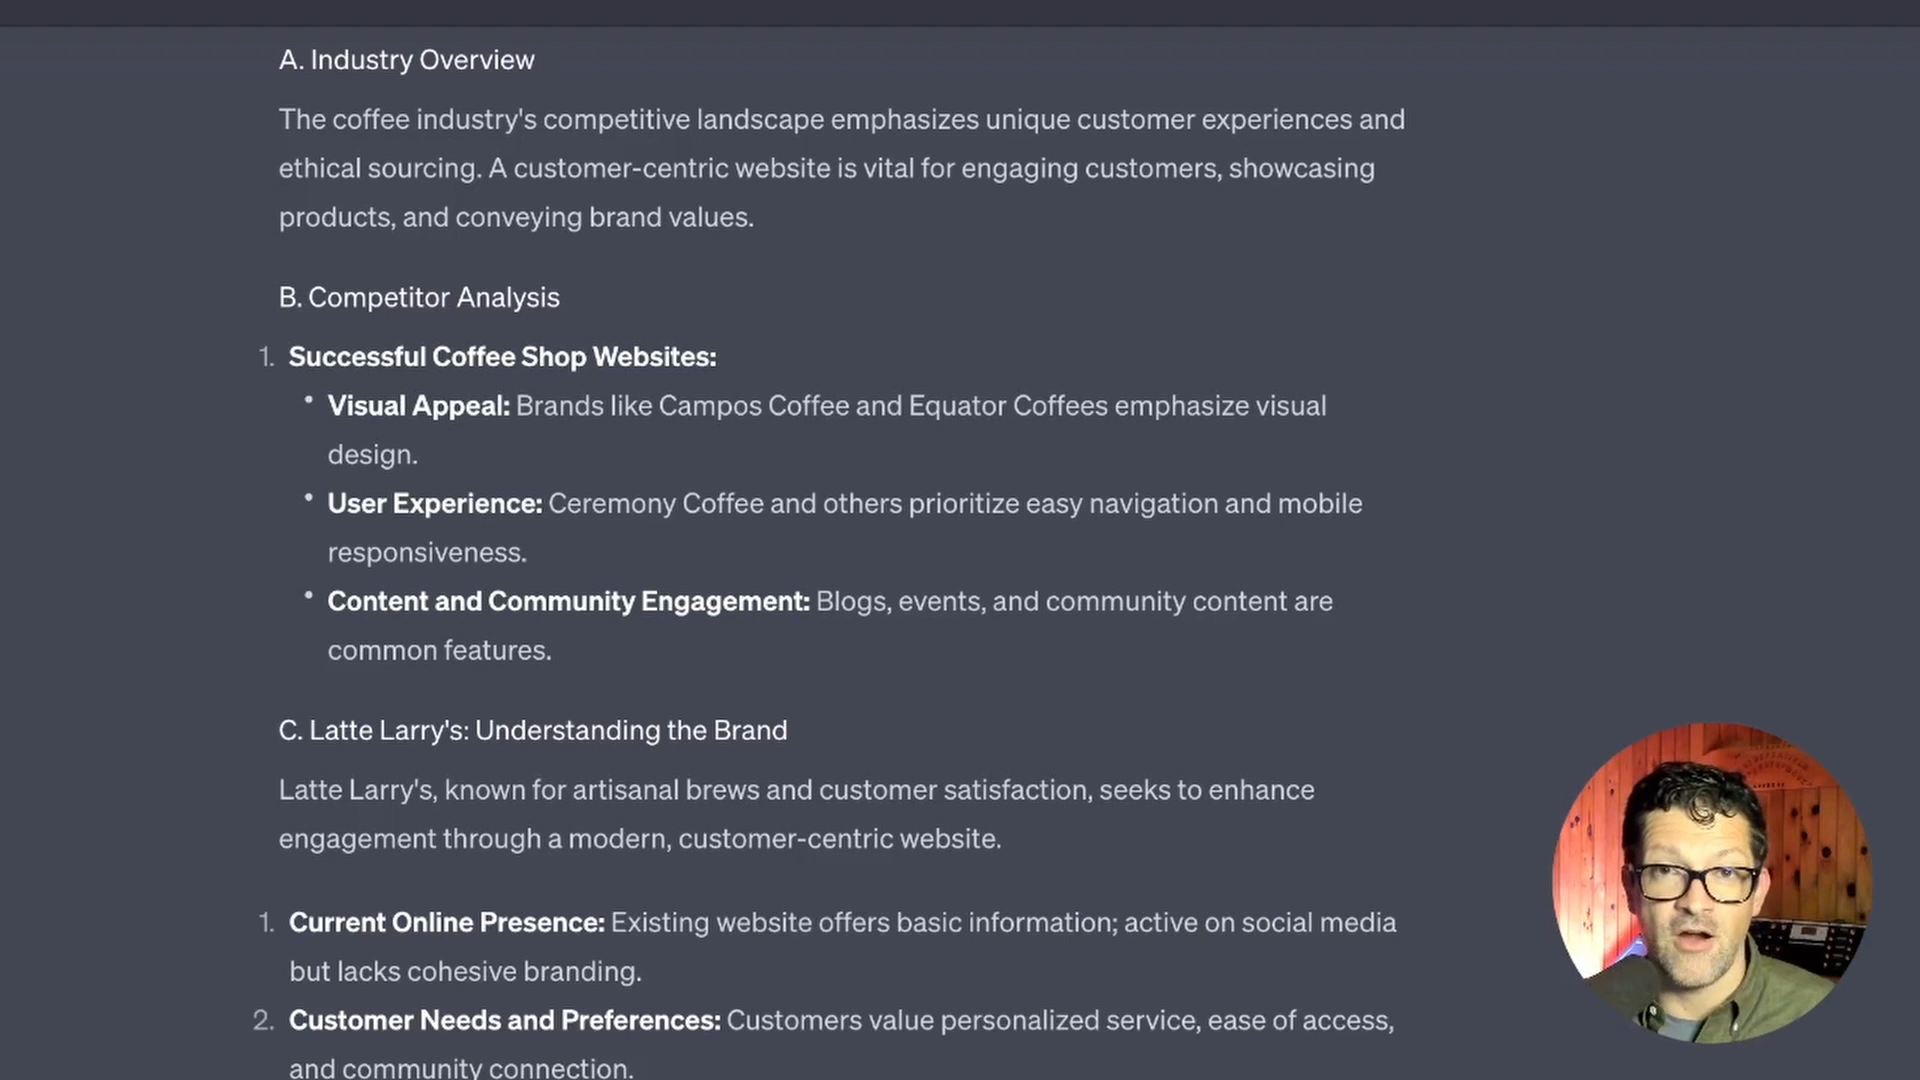 A. Industry Overview
The coffee industry's competitive landscape emphasizes unique customer experiences and
ethical sourcing. A customer-centric website is vital for engaging customers, showcasing
products, and conveying brand values.
B. Competitor Analysis
1. Successful Coffee Shop Websites:
• Visual Appeal: Brands like Campos Coffee and Equator Coffees emphasize visual
design.
• User Experience: Ceremony Coffee and others prioritize easy navigation and mobile
responsiveness.
• Content and Community Engagement: Blogs, events, and community content are
common features.
C. Latte Larry's: Understanding the Brand
Latte Larry's, known for artisanal brews and customer satisfaction, seeks to enhance
engagement through a modern, customer-centric website.
1. Current Online Presence: Existing website offers basic information; active on social media
but lacks cohesive branding.
2. Customer Needs and Preferences: Customers value personalized service, ease of access,
and community connection.